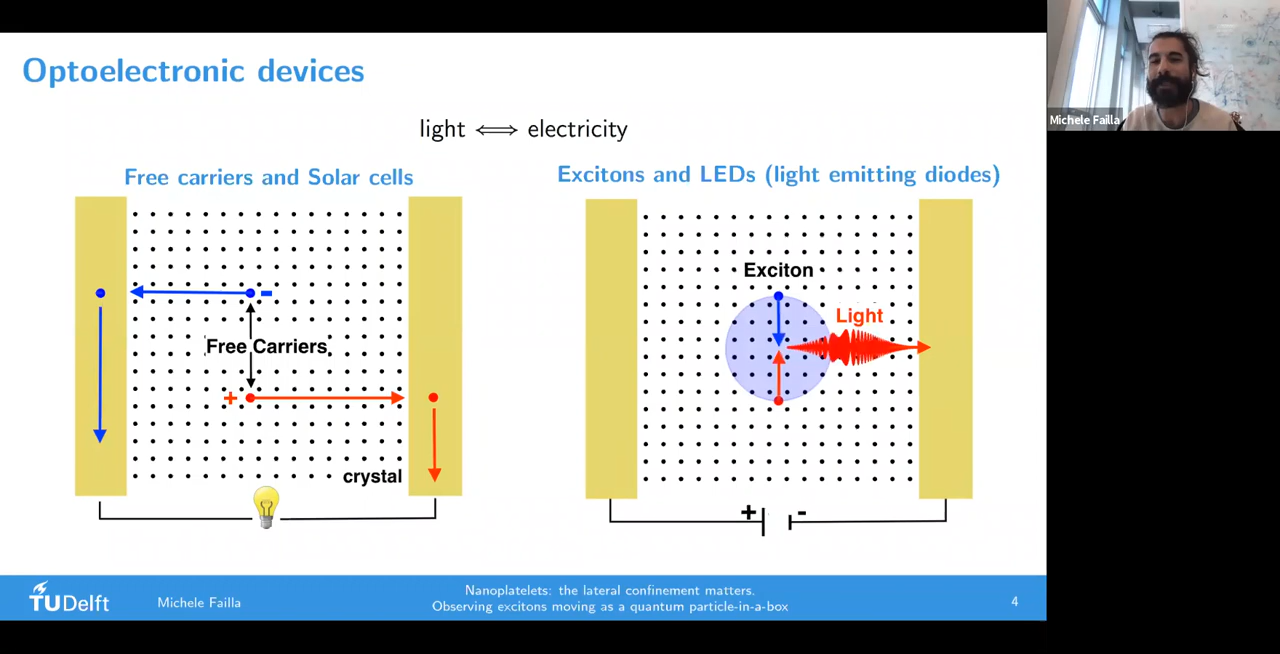 Optoelectronic devices
light ⟺ electricity
Free carriers and Solar cells
-
Free Carriers
+
crystal
Excitons and LEDs (light emitting diodes)
Exciton
Light
+ -
TUDelft
Michele Failla
Nanoplatelets: the lateral confinement matters.
Observing excitons moving as a quantum particle-in-a-box
4
Michele Failla